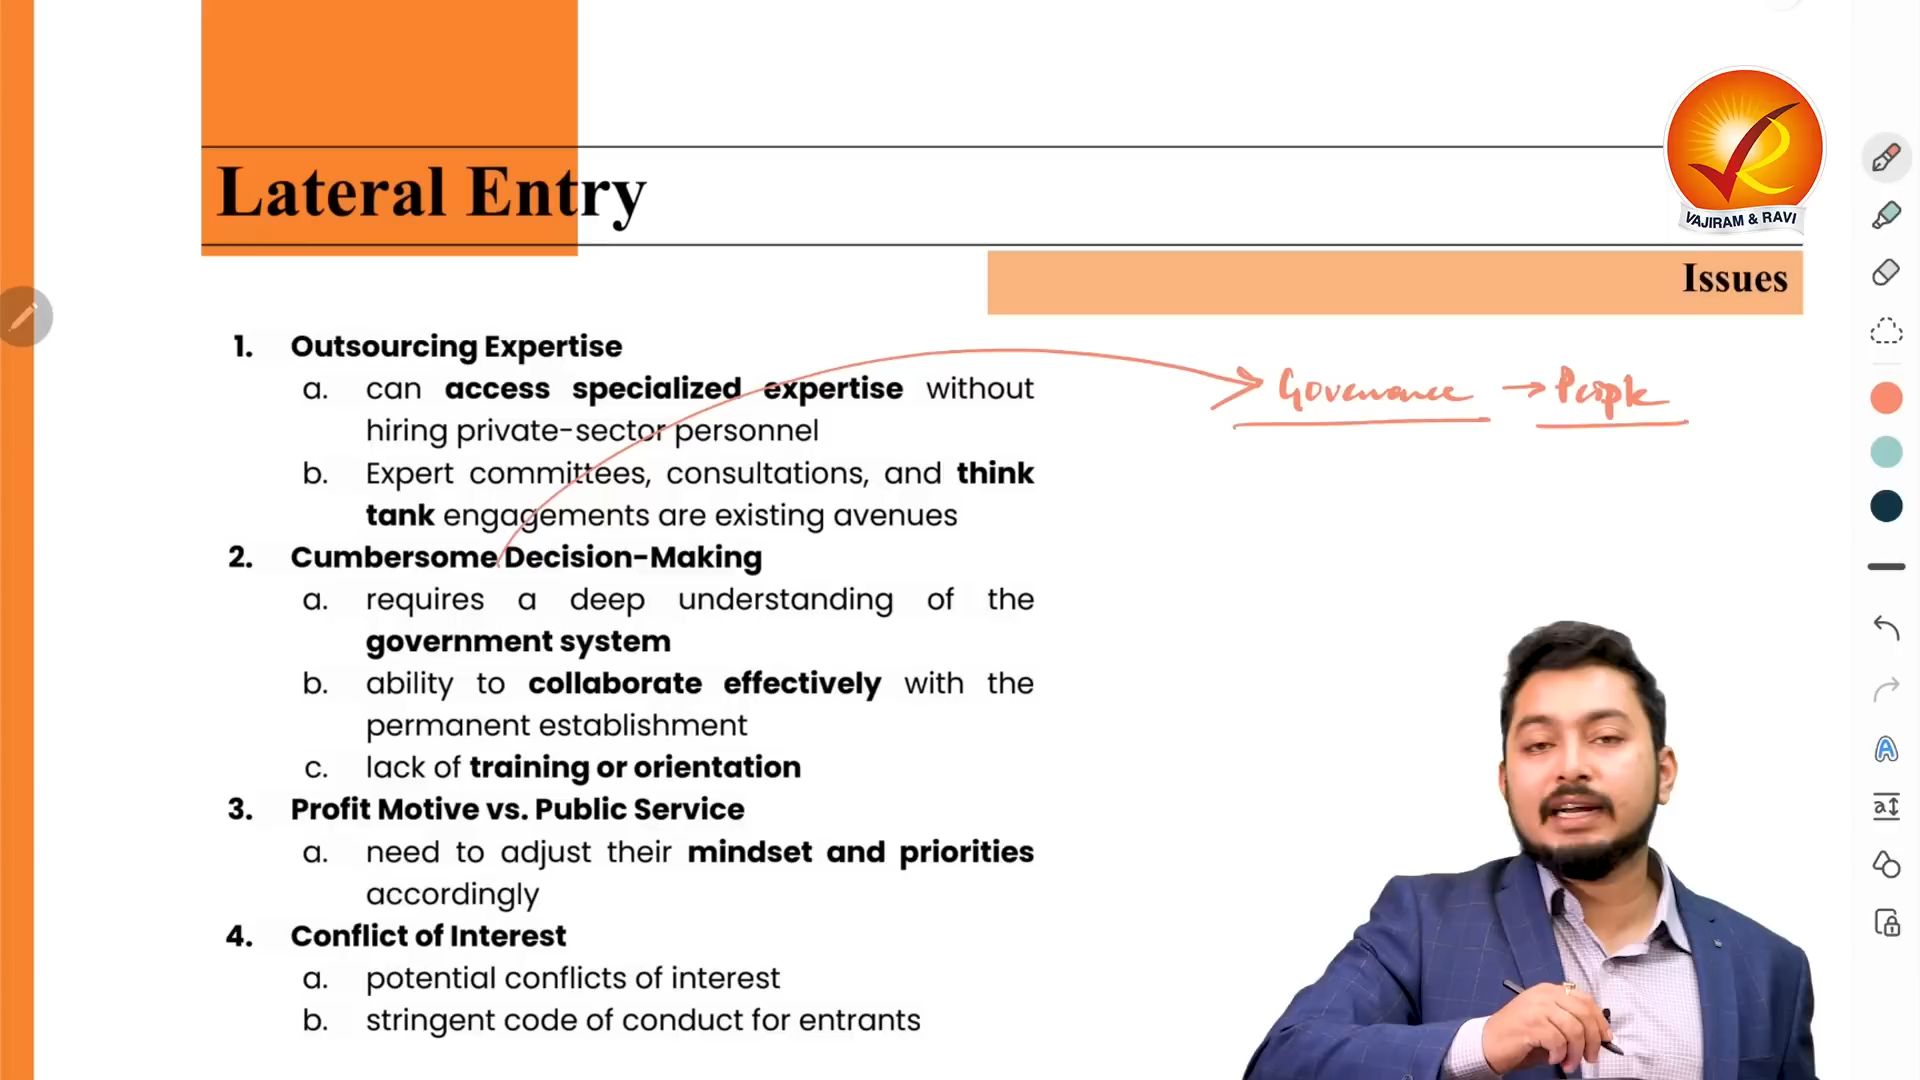 Lateral Entry
VAJIRAM & RAVI
Issues
1. Outsourcing Expertise
a. can access specialized expertise without
hiring private-sector personnel
b. Expert committees, consultations, and think
tank engagements are existing avenues
2. Cumbersome Decision-Making
a. requires a deep understanding of the
government system
b. ability to collaborate effectively with the
permanent establishment
c. lack of training or orientation
3. Profit Motive vs. Public Service
a. need to adjust their mindset and priorities
accordingly
4. Conflict of Interest
a. potential conflicts of interest
b. stringent code of conduct for entrants
Governance → People
A
a